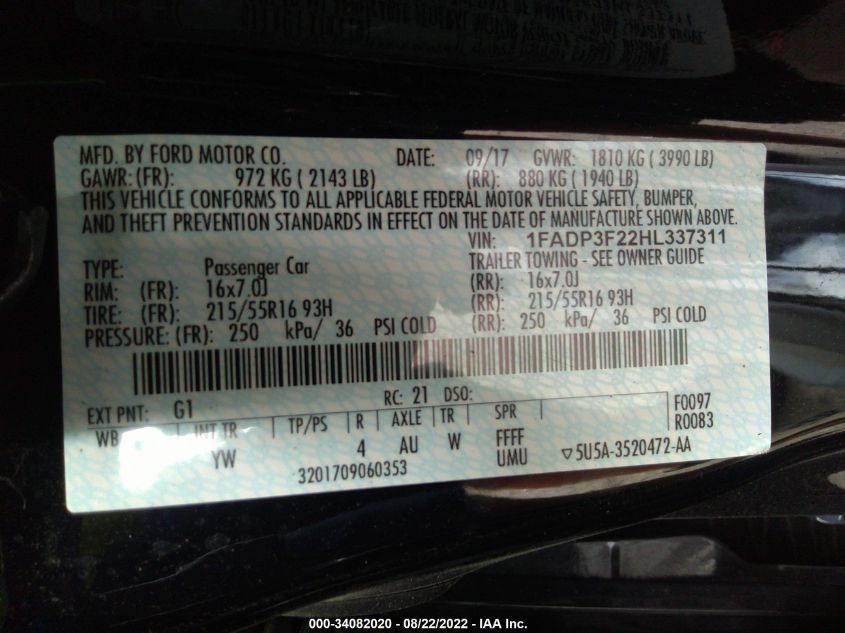 MFD. BY FORD MOTOR CO. DATE: 09/17 GVWR: 1810 KG ( 3990 LB)
GAWR: (FR): 972 KG ( 2143 LB) (RR): 880 KG ( 1940 LB)
THIS VEHICLE CONFORMS TO ALL APPLICABLE FEDERAL MOTOR VEHICLE SAFETY, BUMPER,
AND THEFT PREVENTION STANDARDS IN EFFECT ON THE DATE OF MANUFACTURE SHOWN ABOVE.
VIN: 1FADP3F22HL337311
TYPE: Passenger Car TRAILER TOWING - SEE OWNER GUIDE
RIM: (FR): 16x7.0J (RR): 16x7.0J
TIRE: (FR): 215/55R16 93H (RR): 215/55R16 93H
PRESSURE: (FR): 250 kPa/ 36 PSI COLD (RR): 250 kPa/ 36 PSI COLD
EXT PNT: G1 RC: 21 DSO: F0097
WB INT TR TP/PS R AXLE TR SPR R0083
YW 4 AU W FFFF
UMU
3201709060353 ▽5U5A-3520472-AA
000-34082020 - 08/22/2022 - IAA Inc.